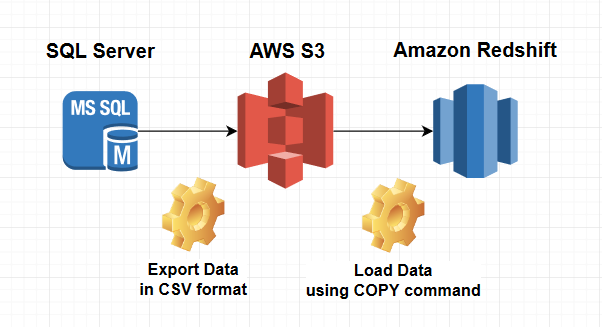 SQL Server
AWS S3
Amazon Redshift
MS SQL
M
Export Data
in CSV format
Load Data
using COPY command